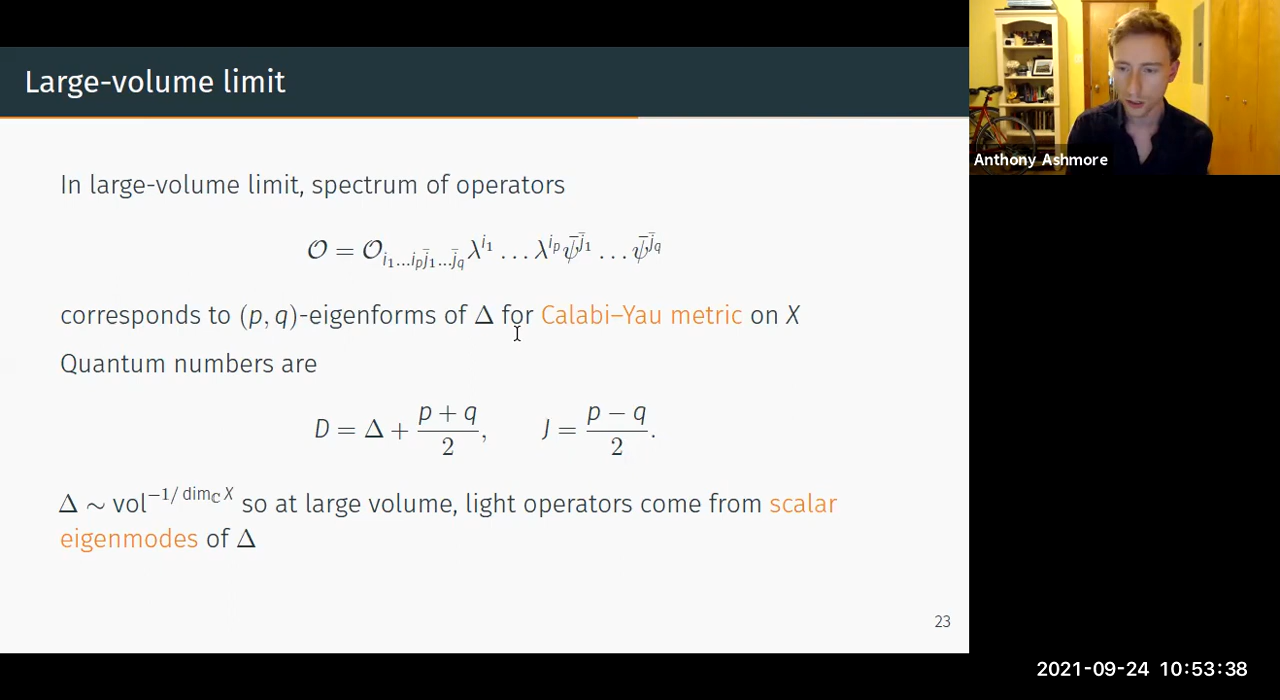 Large-volume limit
In large-volume limit, spectrum of operators
𝒪 = 𝒪_{i₁…i_p j̄₁…j̄_q} λ^{i₁} … λ^{i_p} ψ̄^{j̄₁} … ψ̄^{j̄_q}
corresponds to (p, q)-eigenforms of Δ for Calabi–Yau metric on X
Quantum numbers are
D = Δ + \frac{p + q}{2}, J = \frac{p − q}{2}.
Δ ∼ vol^{−1/ dim_ℂ X} so at large volume, light operators come from scalar
eigenmodes of Δ
23
Anthony Ashmore
2021-09-24 10:53:38